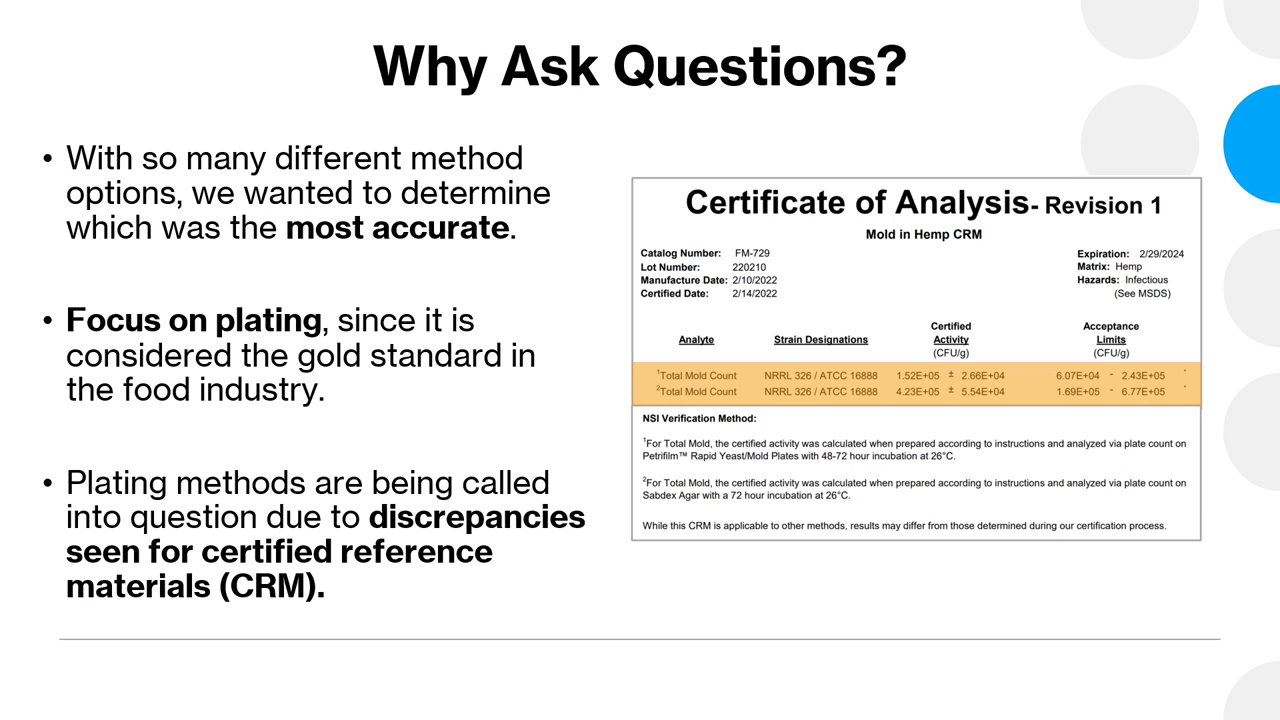 Why Ask Questions?
• With so many different method
options, we wanted to determine
which was the most accurate.
• Focus on plating, since it is
considered the gold standard in
the food industry.
• Plating methods are being called
into question due to discrepancies
seen for certified reference
materials (CRM).
Certificate of Analysis- Revision 1
Mold in Hemp CRM
Catalog Number: FM-729
Lot Number: 220210
Manufacture Date: 2/10/2022
Certified Date: 2/14/2022
Expiration: 2/29/2024
Matrix: Hemp
Hazards: Infectious
(See MSDS)
Certified Acceptance
Analyte Strain Designations Activity Limits
(CFU/g) (CFU/g)
¹Total Mold Count NRRL 326 / ATCC 16888 1.52E+05 ± 2.66E+04 6.07E+04 - 2.43E+05
²Total Mold Count NRRL 326 / ATCC 16888 4.23E+05 ± 5.54E+04 1.69E+05 - 6.77E+05
NSI Verification Method:
¹For Total Mold, the certified activity was calculated when prepared according to instructions and analyzed via plate count on
Petrifilm™ Rapid Yeast/Mold Plates with 48-72 hour incubation at 26°C.
²For Total Mold, the certified activity was calculated when prepared according to instructions and analyzed via plate count on
Sabdex Agar with a 72 hour incubation at 26°C.
While this CRM is applicable to other methods, results may differ from those determined during our certification process.